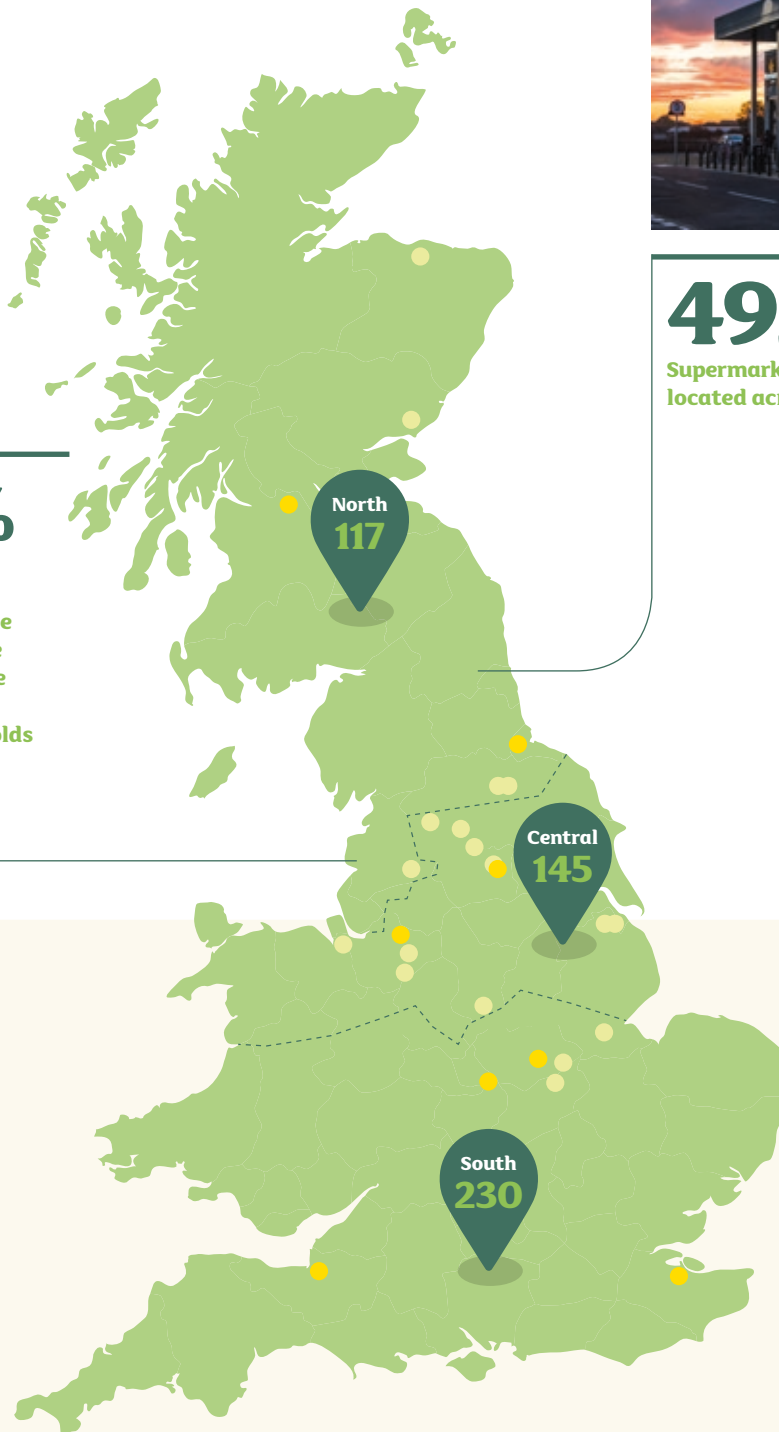 49
Supermark
located acr
North
117
%
e
e
e
olds
Central
145
South
230